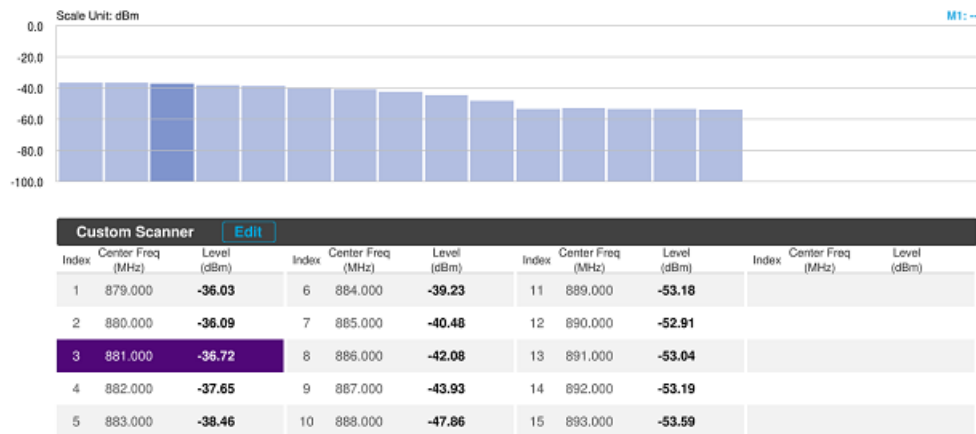 Scale Unit: dBm M1: --
0.0
-20.0
-40.0
-60.0
-80.0
-100.0
Custom Scanner Edit
Index Center Freq (MHz) Level (dBm) Index Center Freq (MHz) Level (dBm) Index Center Freq (MHz) Level (dBm) Index Center Freq (MHz) Level (dBm)
1 879.000 -36.03 6 884.000 -39.23 11 889.000 -53.18
2 880.000 -36.09 7 885.000 -40.48 12 890.000 -52.91
3 881.000 -36.72 8 886.000 -42.08 13 891.000 -53.04
4 882.000 -37.65 9 887.000 -43.93 14 892.000 -53.19
5 883.000 -38.46 10 888.000 -47.86 15 893.000 -53.59